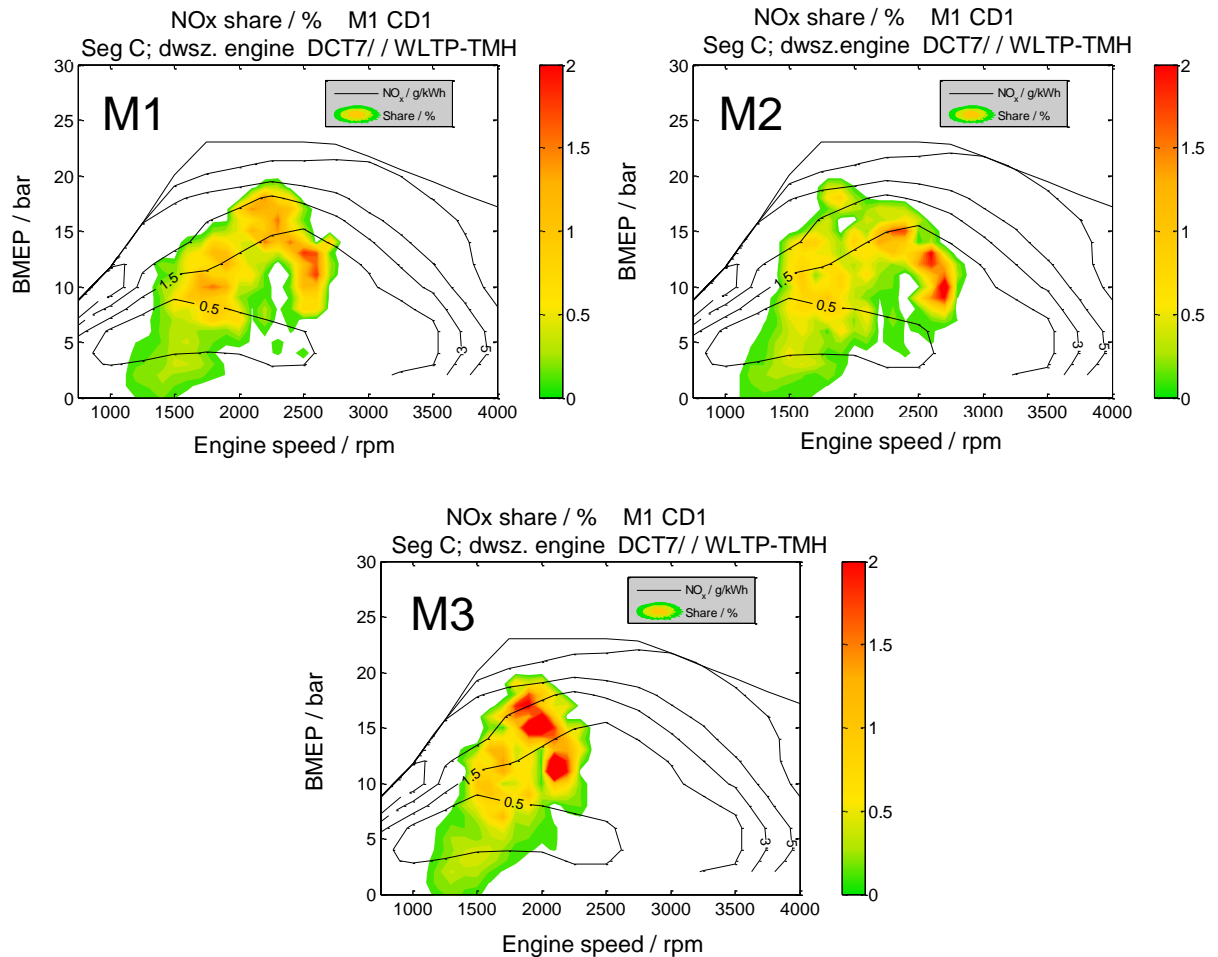 NOx share / % M1 CD1
Seg C; dwsz. engine DCT7/ / WLTP-TMH
M1
NOx / g/kWh
Share / %
30
25
20
15
10
5
0
BMEP / bar
1.5
0.5
3
5
1000 1500 2000 2500 3000 3500 4000
Engine speed / rpm
2
1.5
1
0.5
0
NOx share / % M1 CD1
Seg C; dwsz.engine DCT7/ / WLTP-TMH
M2
NOx / g/kWh
Share / %
30
25
20
15
10
5
0
BMEP / bar
1.5
0.5
3
5
1000 1500 2000 2500 3000 3500 4000
Engine speed / rpm
2
1.5
1
0.5
0
NOx share / % M1 CD1
Seg C; dwsz. engine DCT7/ / WLTP-TMH
M3
NOx / g/kWh
Share / %
30
25
20
15
10
5
0
BMEP / bar
1.5
0.5
3
5
1000 1500 2000 2500 3000 3500 4000
Engine speed / rpm
2
1.5
1
0.5
0